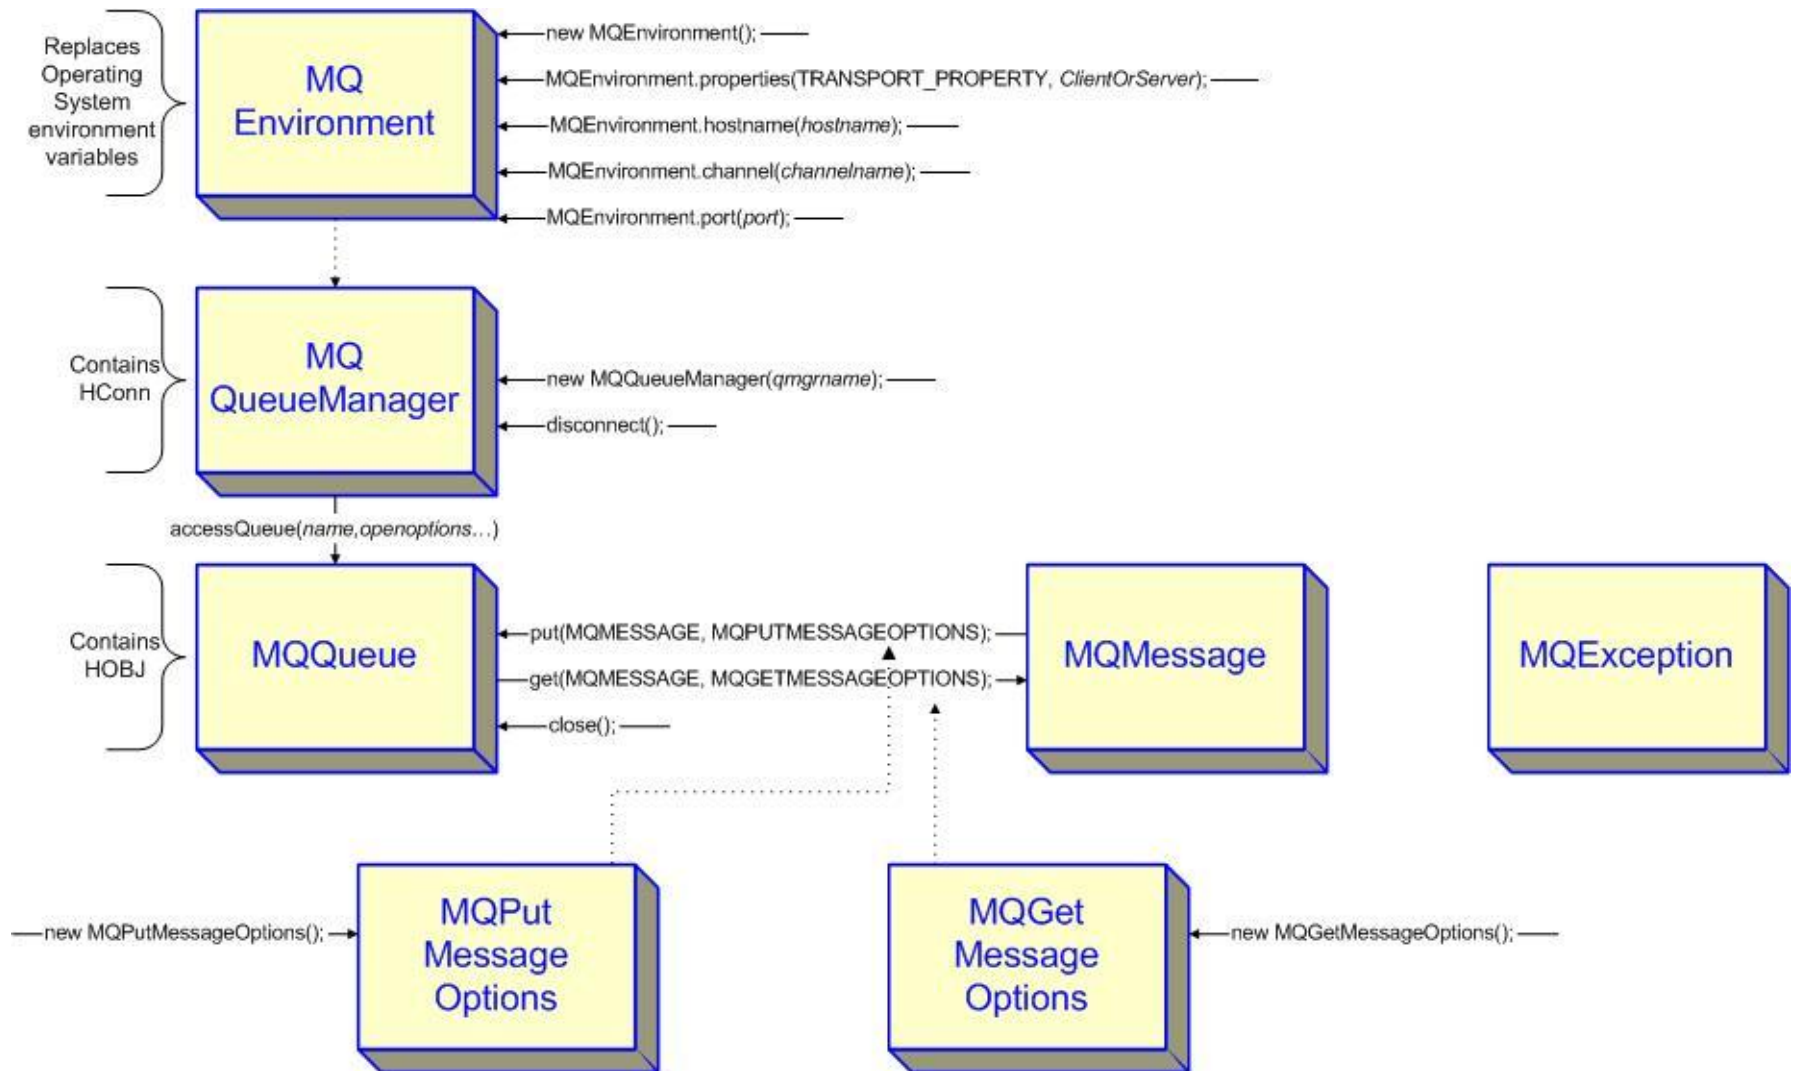 Replaces
Operating
System
environment
variables
MQ
Environment
new MQEnvironment();
MQEnvironment.properties(TRANSPORT_PROPERTY, ClientOrServer);
MQEnvironment.hostname(hostname);
MQEnvironment.channel(channelname);
MQEnvironment.port(port);
Contains
HConn
MQ
QueueManager
new MQQueueManager(qmgrname);
disconnect();
accessQueue(name,openoptions...)
Contains
HOBJ
MQQueue
put(MQMESSAGE, MQPUTMESSAGEOPTIONS);
get(MQMESSAGE, MQGETMESSAGEOPTIONS);
close();
MQMessage
MQException
new MQPutMessageOptions();
MQPut
Message
Options
MQGet
Message
Options
new MQGetMessageOptions();